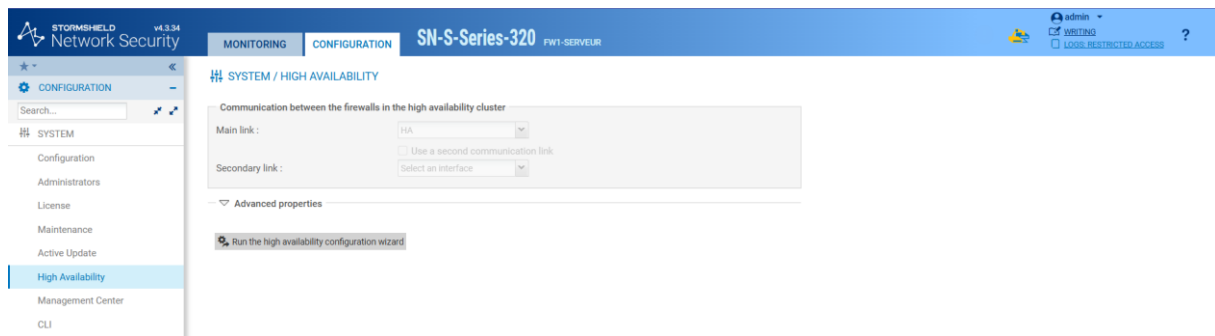 STORMSHIELD v4.3.34
Network Security
MONITORING
CONFIGURATION
SN-S-Series-320 FW1-SERVEUR
admin
WRITING
LOGS: RESTRICTED ACCESS
?
CONFIGURATION
Search...
SYSTEM
Configuration
Administrators
License
Maintenance
Active Update
High Availability
Management Center
CLI
SYSTEM / HIGH AVAILABILITY
Communication between the firewalls in the high availability cluster
Main link : HA
Use a second communication link
Secondary link : Select an interface
Advanced properties
Run the high availability configuration wizard